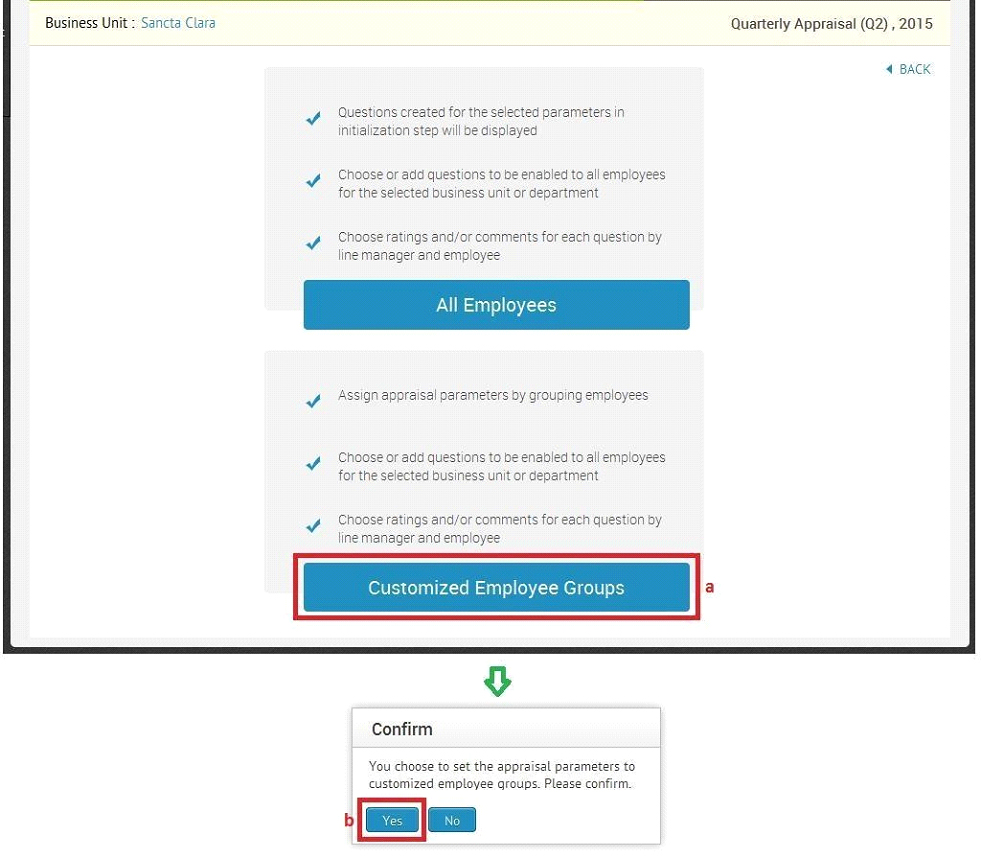 Business Unit : Sancta Clara
Quarterly Appraisal (Q2) , 2015
BACK
Questions created for the selected parameters in
initialization step will be displayed
Choose or add questions to be enabled to all employees
for the selected business unit or department
Choose ratings and/or comments for each question by
line manager and employee
All Employees
Assign appraisal parameters by grouping employees
Choose or add questions to be enabled to all employees
for the selected business unit or department
Choose ratings and/or comments for each question by
line manager and employee
Customized Employee Groups
a
Confirm
You choose to set the appraisal parameters to
customized employee groups. Please confirm.
b
Yes
No